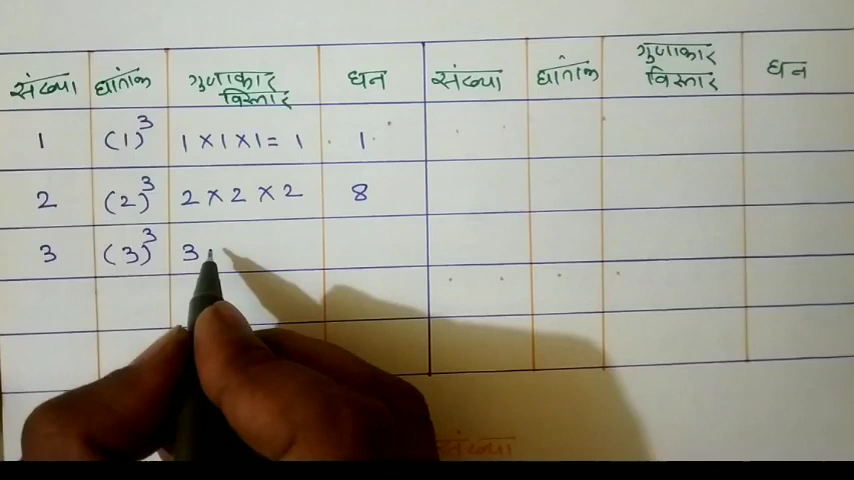 संख्या घातांक गुणाकार विस्तार घन संख्या घातांक गुणाकार विस्तार घन
1 (1)³ 1 × 1 × 1 = 1 1
2 (2)³ 2 × 2 × 2 8
3 (3)³ 3